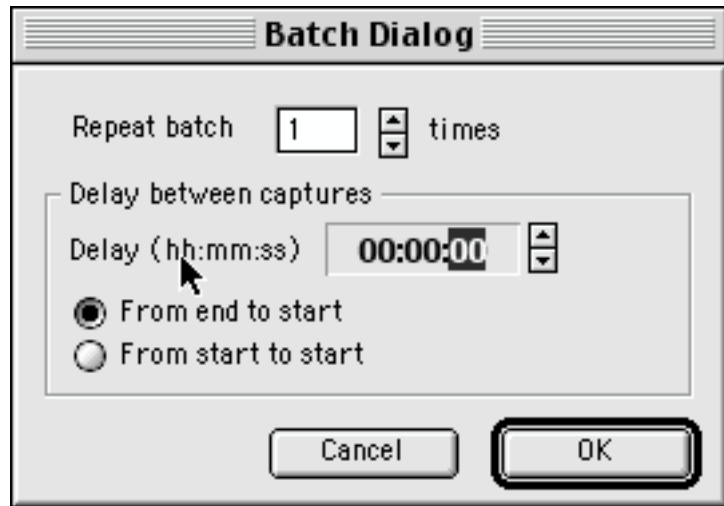 Batch Dialog
Repeat batch 1 times
Delay between captures
Delay (hh:mm:ss) 00:00:00
From end to start
From start to start
Cancel OK